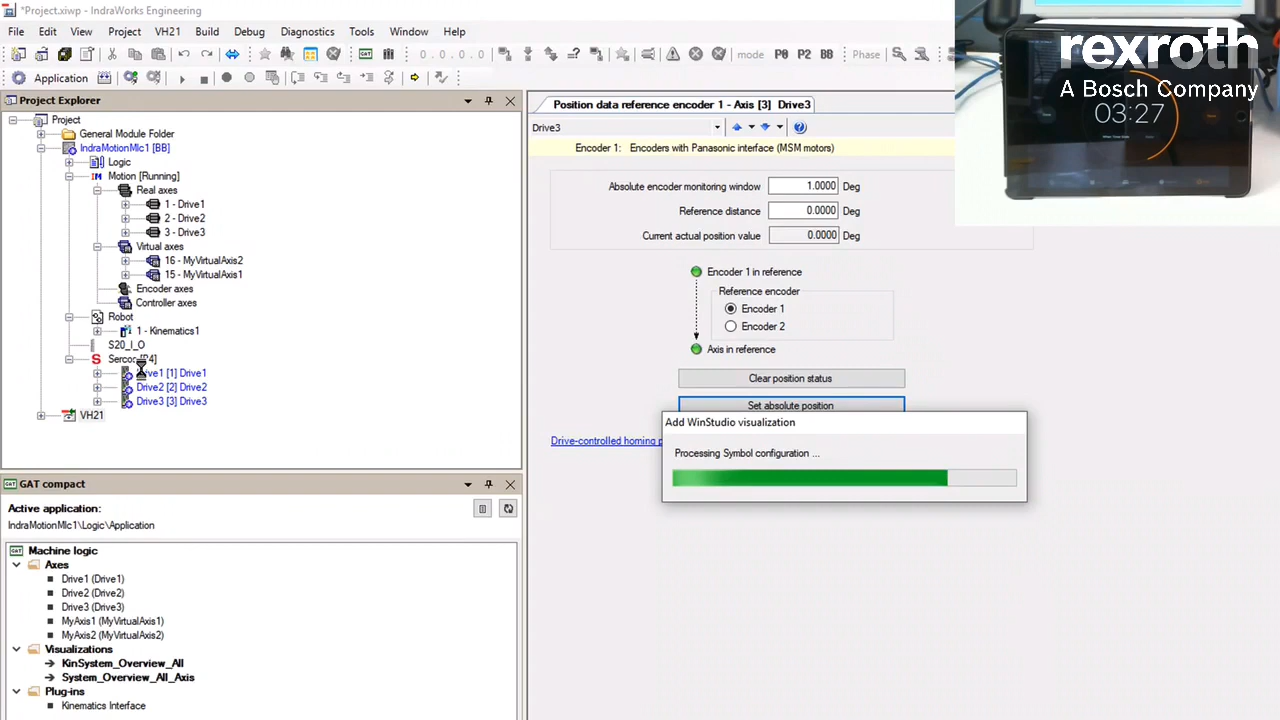 *Project.xiwp - IndraWorks Engineering
File Edit View Project VH21 Build Debug Diagnostics Tools Window Help
0 . 0 . 0 . 0 mode P0 P2 BB Phase
Application
Project Explorer
Project
General Module Folder
IndraMotionMlc1 [BB]
Logic
Motion [Running]
Real axes
1 - Drive1
2 - Drive2
3 - Drive3
Virtual axes
16 - MyVirtualAxis2
15 - MyVirtualAxis1
Encoder axes
Controller axes
Robot
1 - Kinematics1
S20_I_O
[1] Drive1
Drive2 [2] Drive2
Drive3 [3] Drive3
VH21
GAT compact
Active application:
IndraMotionMlc1\Logic\Application
Machine logic
Axes
Drive1 (Drive1)
Drive2 (Drive2)
Drive3 (Drive3)
MyAxis1 (MyVirtualAxis1)
MyAxis2 (MyVirtualAxis2)
Visualizations
KinSystem_Overview_All
System_Overview_All_Axis
Plug-ins
Kinematics Interface
Position data reference encoder 1 - Axis [3] Drive3
Drive3
Encoder 1: Encoders with Panasonic interface (MSM motors)
Absolute encoder monitoring window 1.0000 Deg
Reference distance 0.0000 Deg
Current actual position value 0.0000 Deg
Encoder 1 in reference
Reference encoder
Encoder 1
Encoder 2
Axis in reference
Clear position status
Set absolute position
Drive-controlled homing
Add WinStudio visualization
Processing Symbol configuration ...
rexroth
A Bosch Company
03:27